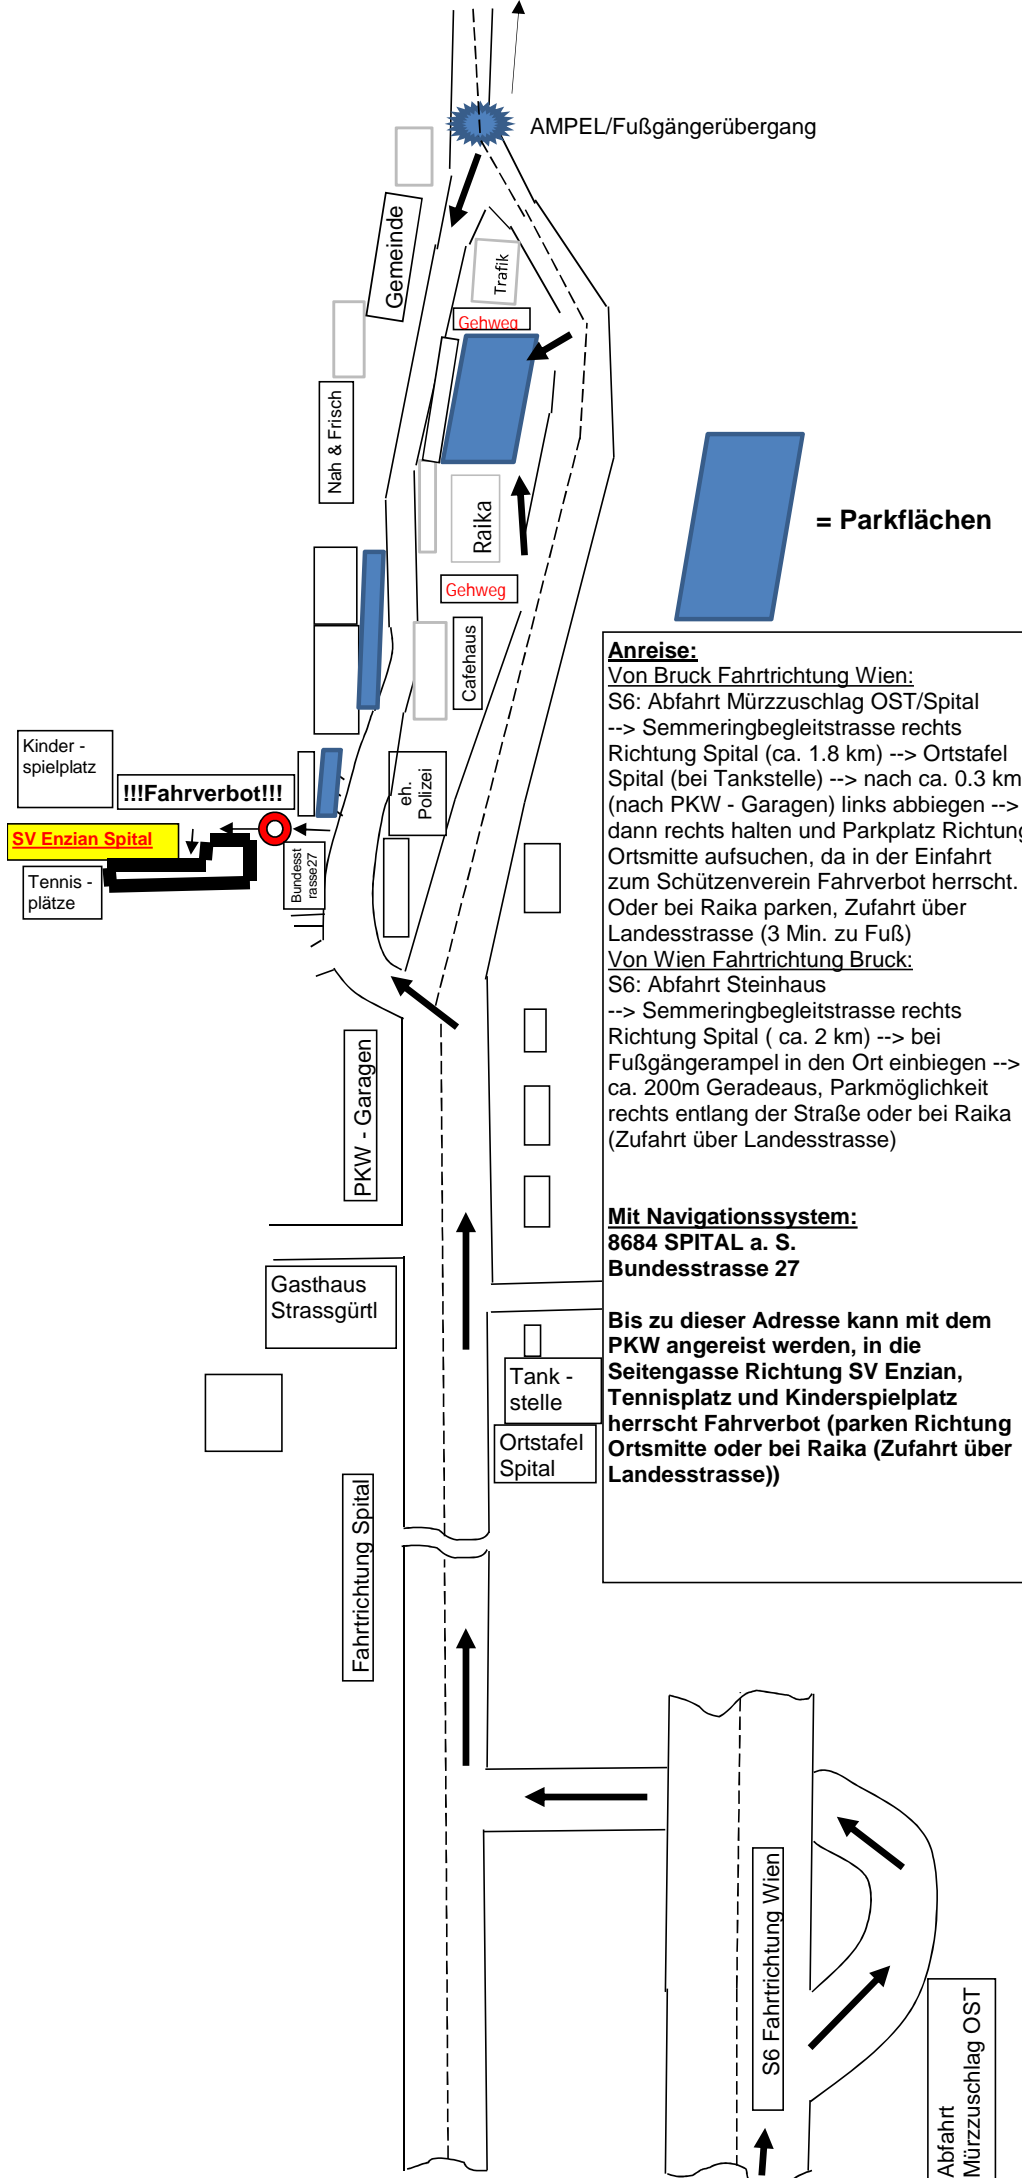 AMPEL/Fußgängerübergang
Gemeinde
Trafik
Gehweg
Nah & Frisch
Raika
= Parkflächen
Gehweg
Cafehaus
Kinder -
spielplatz
!!!Fahrverbot!!!
eh.
Polizei
SV Enzian Spital
Bundesst
rasse27
Tennis -
plätze
Anreise:
Von Bruck Fahrtrichtung Wien:
S6: Abfahrt Mürzzuschlag OST/Spital
--> Semmeringbegleitstrasse rechts
Richtung Spital (ca. 1.8 km) --> Ortstafel
Spital (bei Tankstelle) --> nach ca. 0.3 km
(nach PKW - Garagen) links abbiegen -->
dann rechts halten und Parkplatz Richtung
Ortsmitte aufsuchen, da in der Einfahrt
zum Schützenverein Fahrverbot herrscht.
Oder bei Raika parken, Zufahrt über
Landesstrasse (3 Min. zu Fuß)
Von Wien Fahrtrichtung Bruck:
S6: Abfahrt Steinhaus
--> Semmeringbegleitstrasse rechts
Richtung Spital ( ca. 2 km) --> bei
Fußgängerampel in den Ort einbiegen -->
ca. 200m Geradeaus, Parkmöglichkeit
rechts entlang der Straße oder bei Raika
(Zufahrt über Landesstrasse)
Mit Navigationssystem:
8684 SPITAL a. S.
Bundesstrasse 27
Bis zu dieser Adresse kann mit dem
PKW angereist werden, in die
Seitengasse Richtung SV Enzian,
Tennisplatz und Kinderspielplatz
herrscht Fahrverbot (parken Richtung
Ortsmitte oder bei Raika (Zufahrt über
Landesstrasse))
PKW - Garagen
Gasthaus
Strassgürtl
Tank -
stelle
Ortstafel
Spital
Fahrtrichtung Spital
S6 Fahrtrichtung Wien
Abfahrt
Mürzzuschlag OST